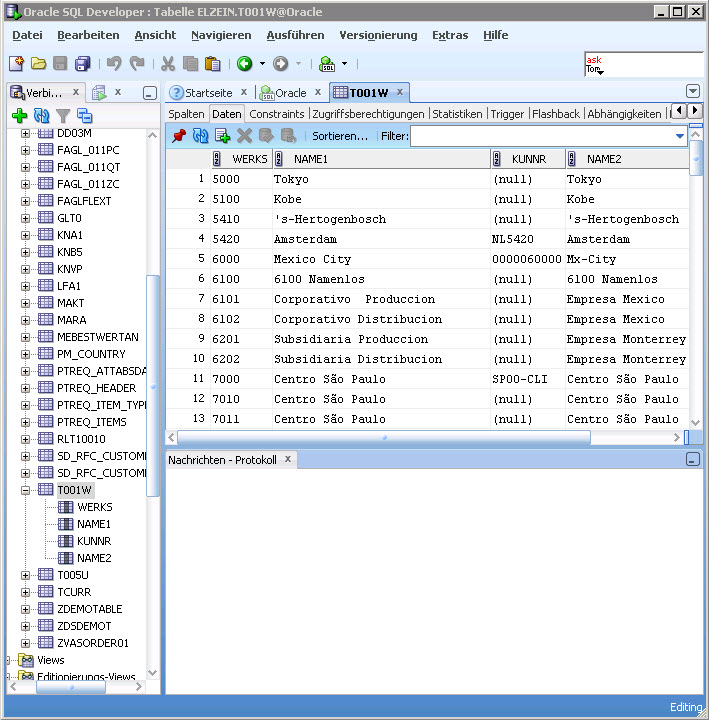 Oracle SQL Developer : Tabelle ELZEIN.T001W@Oracle
Datei Bearbeiten Ansicht Navigieren Ausführen Versionierung Extras Hilfe
ask
Tom
Verbi... x x
Startseite x Oracle x T001W x
Spalten Daten Constraints Zugriffsberechtigungen Statistiken Trigger Flashback Abhängigkeiten
Sortieren... Filter:
DD03M
FAGL_011PC
FAGL_011QT
FAGL_011ZC
FAGLFLEXT
GLT0
KNA1
KNB5
KNVP
LFA1
MAKT
MARA
MEBESTWERTAN
PM_COUNTRY
PTREQ_ATTABSDA
PTREQ_HEADER
PTREQ_ITEM_TYP
PTREQ_ITEMS
RLT10010
SD_RFC_CUSTOM
SD_RFC_CUSTOM
T001W
WERKS
NAME1
KUNNR
NAME2
T005U
TCURR
ZDEMOTABLE
ZDSDEMOT
ZVASORDER01
Views
Editionierungs-Views
WERKS NAME1 KUNNR NAME2
1 5000 Tokyo (null) Tokyo
2 5100 Kobe (null) Kobe
3 5410 's-Hertogenbosch (null) 's-Hertogenbosch
4 5420 Amsterdam NL5420 Amsterdam
5 6000 Mexico City 0000060000 Mx-City
6 6100 6100 Namenlos (null) 6100 Namenlos
7 6101 Corporativo  Produccion (null) Empresa Mexico
8 6102 Corporativo Distribucion (null) Empresa Mexico
9 6201 Subsidiaria Produccion (null) Empresa Monterrey
10 6202 Subsidiaria Distribucion (null) Empresa Monterrey
11 7000 Centro São Paulo SP00-CLI Centro São Paulo
12 7010 Centro São Paulo (null) Centro São Paulo
13 7011 Centro São Paulo (null) Centro São Paulo
Nachrichten - Protokoll x
Editing